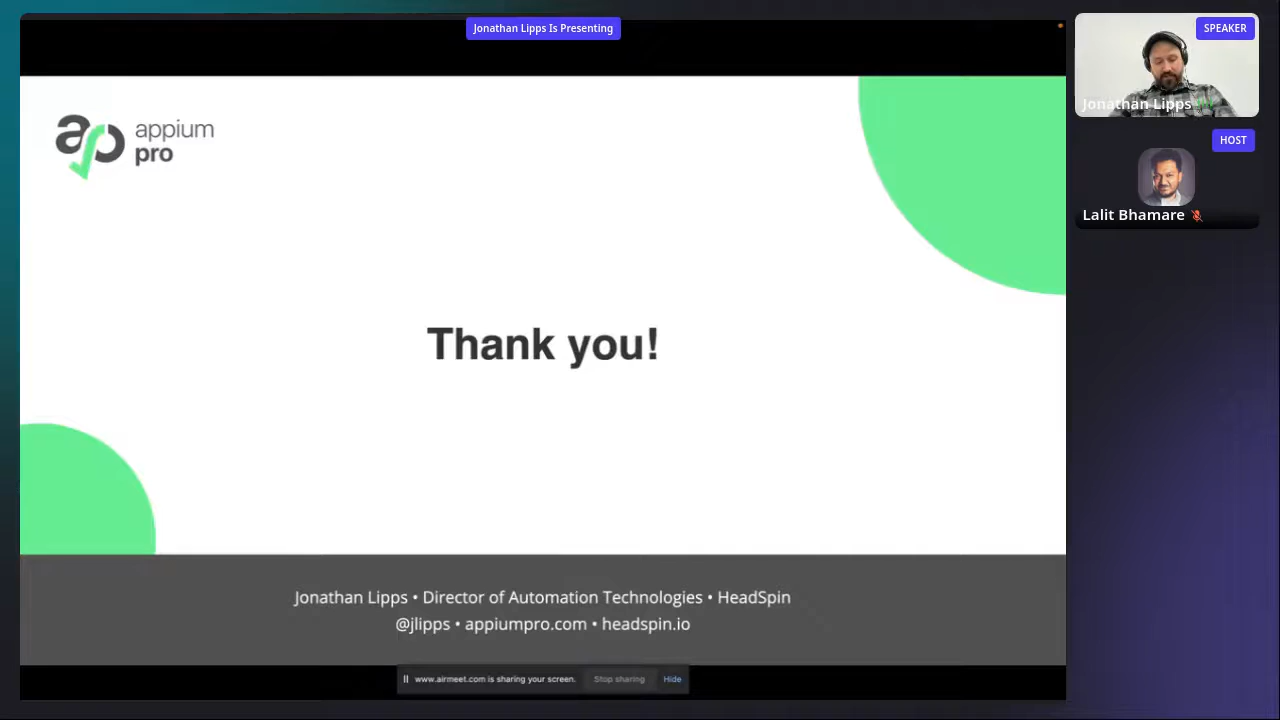 Jonathan Lipps Is Presenting
SPEAKER
Jonathan Lipps
HOST
Lalit Bhamare
appium
pro
Thank you!
Jonathan Lipps • Director of Automation Technologies • HeadSpin
@jlipps • appiumpro.com • headspin.io
www.airmeet.com is sharing your screen. Stop sharing Hide